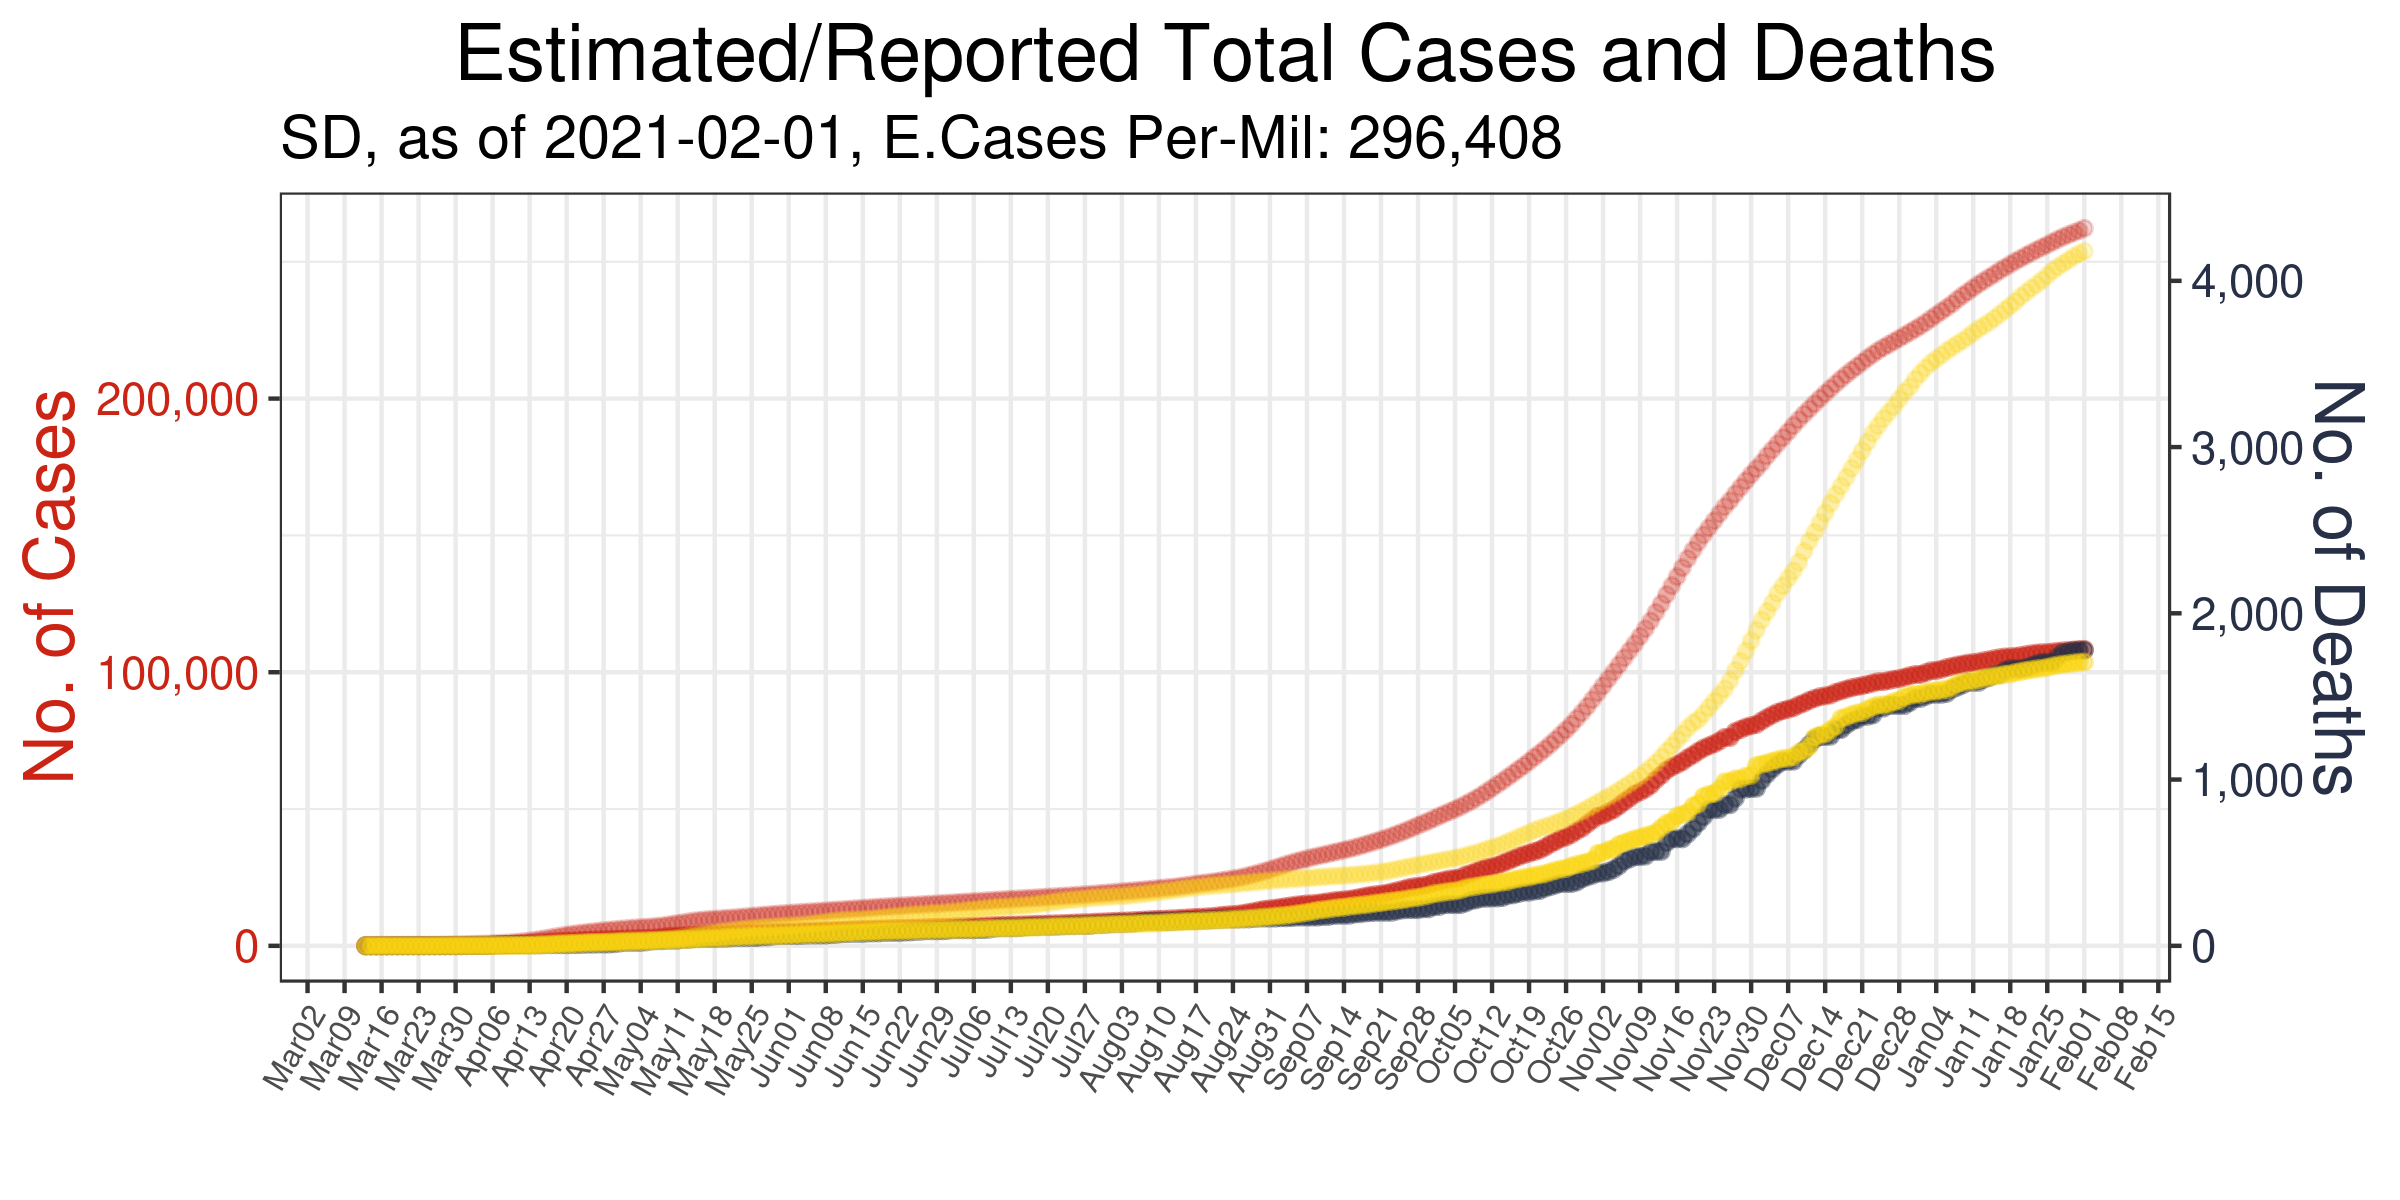 Estimated/Reported Total Cases and Deaths
SD, as of 2021-02-01, E.Cases Per-Mil: 296,408
No. of Cases
200,000
100,000
0
4,000
3,000
2,000
1,000
0
No. of Deaths
Mar02
Mar09
Mar16
Mar23
Mar30
Apr06
Apr13
Apr20
Apr27
May04
May11
May18
May25
Jun01
Jun08
Jun15
Jun22
Jun29
Jul06
Jul13
Jul20
Jul27
Aug03
Aug10
Aug17
Aug24
Aug31
Sep07
Sep14
Sep21
Sep28
Oct05
Oct12
Oct19
Oct26
Nov02
Nov09
Nov16
Nov23
Nov30
Dec07
Dec14
Dec21
Dec28
Jan04
Jan11
Jan18
Jan25
Feb01
Feb08
Feb15